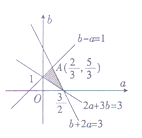 b
b−a=1
A(2/3, 5/3)
1
a
O
3/2
2a+3b=3
b+2a=3